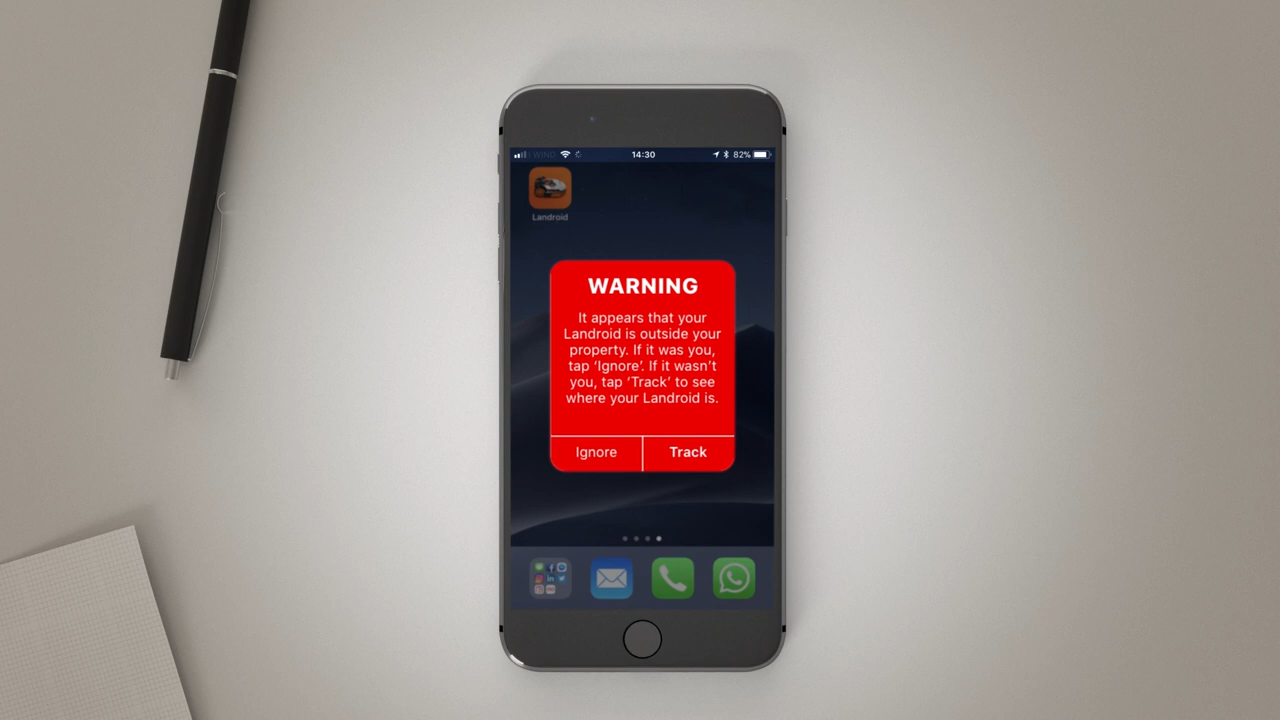 WIND 14:30 82%
Landroid
WARNING
It appears that your
Landroid is outside your
property. If it was you,
tap ‘Ignore’. If it wasn’t
you, tap ‘Track’ to see
where your Landroid is.
Ignore Track